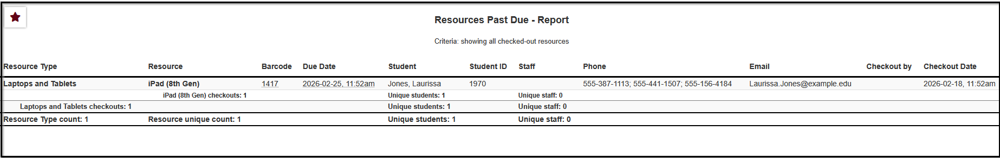 Resources Past Due - Report
Criteria: showing all checked-out resources
Resource Type Resource Barcode Due Date Student Student ID Staff Phone Email Checkout by Checkout Date
Laptops and Tablets iPad (8th Gen) 1417 2026-02-25, 11:52am Jones, Laurissa 1970 555-387-1113; 555-441-1507; 555-156-4184 Laurissa.Jones@example.edu 2026-02-18, 11:52am
iPad (8th Gen) checkouts: 1 Unique students: 1 Unique staff: 0
Laptops and Tablets checkouts: 1 Unique students: 1 Unique staff: 0
Resource Type count: 1 Resource unique count: 1 Unique students: 1 Unique staff: 0